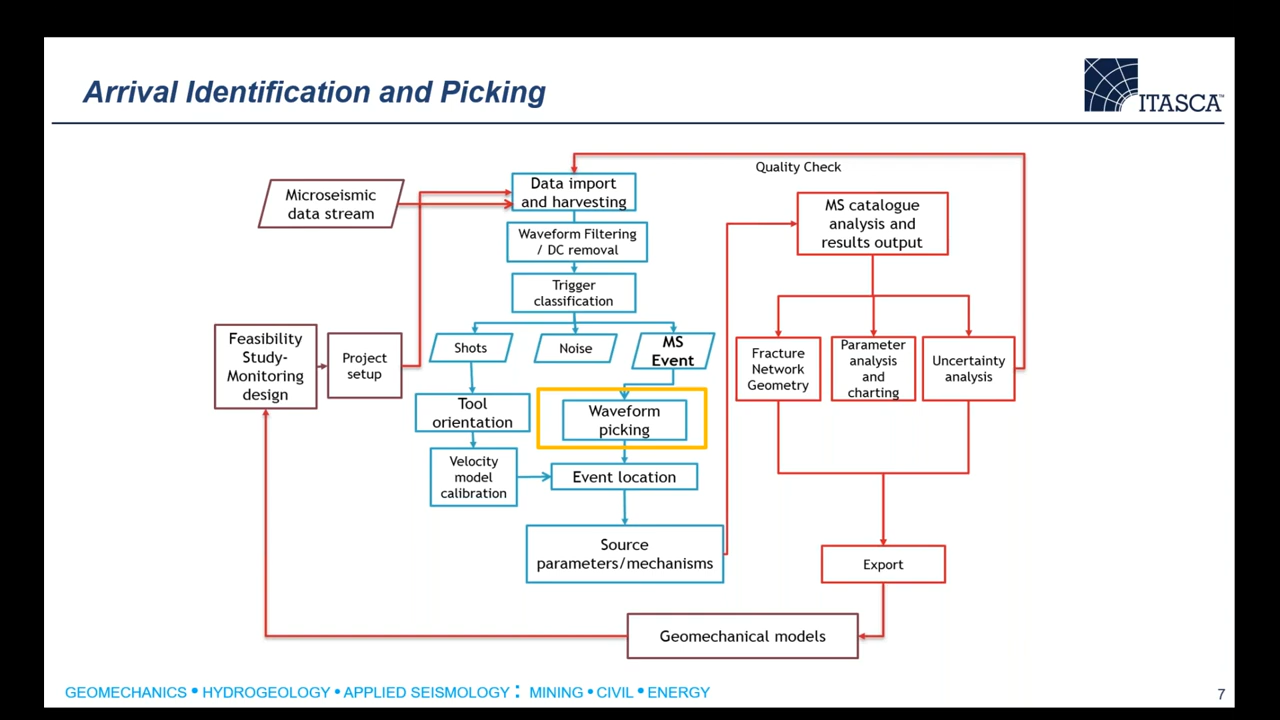 Arrival Identification and Picking
ITASCA™
Quality Check
Microseismic
data stream
Data import
and harvesting
MS catalogue
analysis and
results output
Waveform Filtering
/ DC removal
Trigger
classification
Shots
Noise
MS
Event
Feasibility
Study-
Monitoring
design
Project
setup
Fracture
Network
Geometry
Parameter
analysis
and
charting
Uncertainty
analysis
Tool
orientation
Waveform
picking
Velocity
model
calibration
Event location
Source
parameters/mechanisms
Export
Geomechanical models
GEOMECHANICS • HYDROGEOLOGY • APPLIED SEISMOLOGY : MINING • CIVIL • ENERGY
7